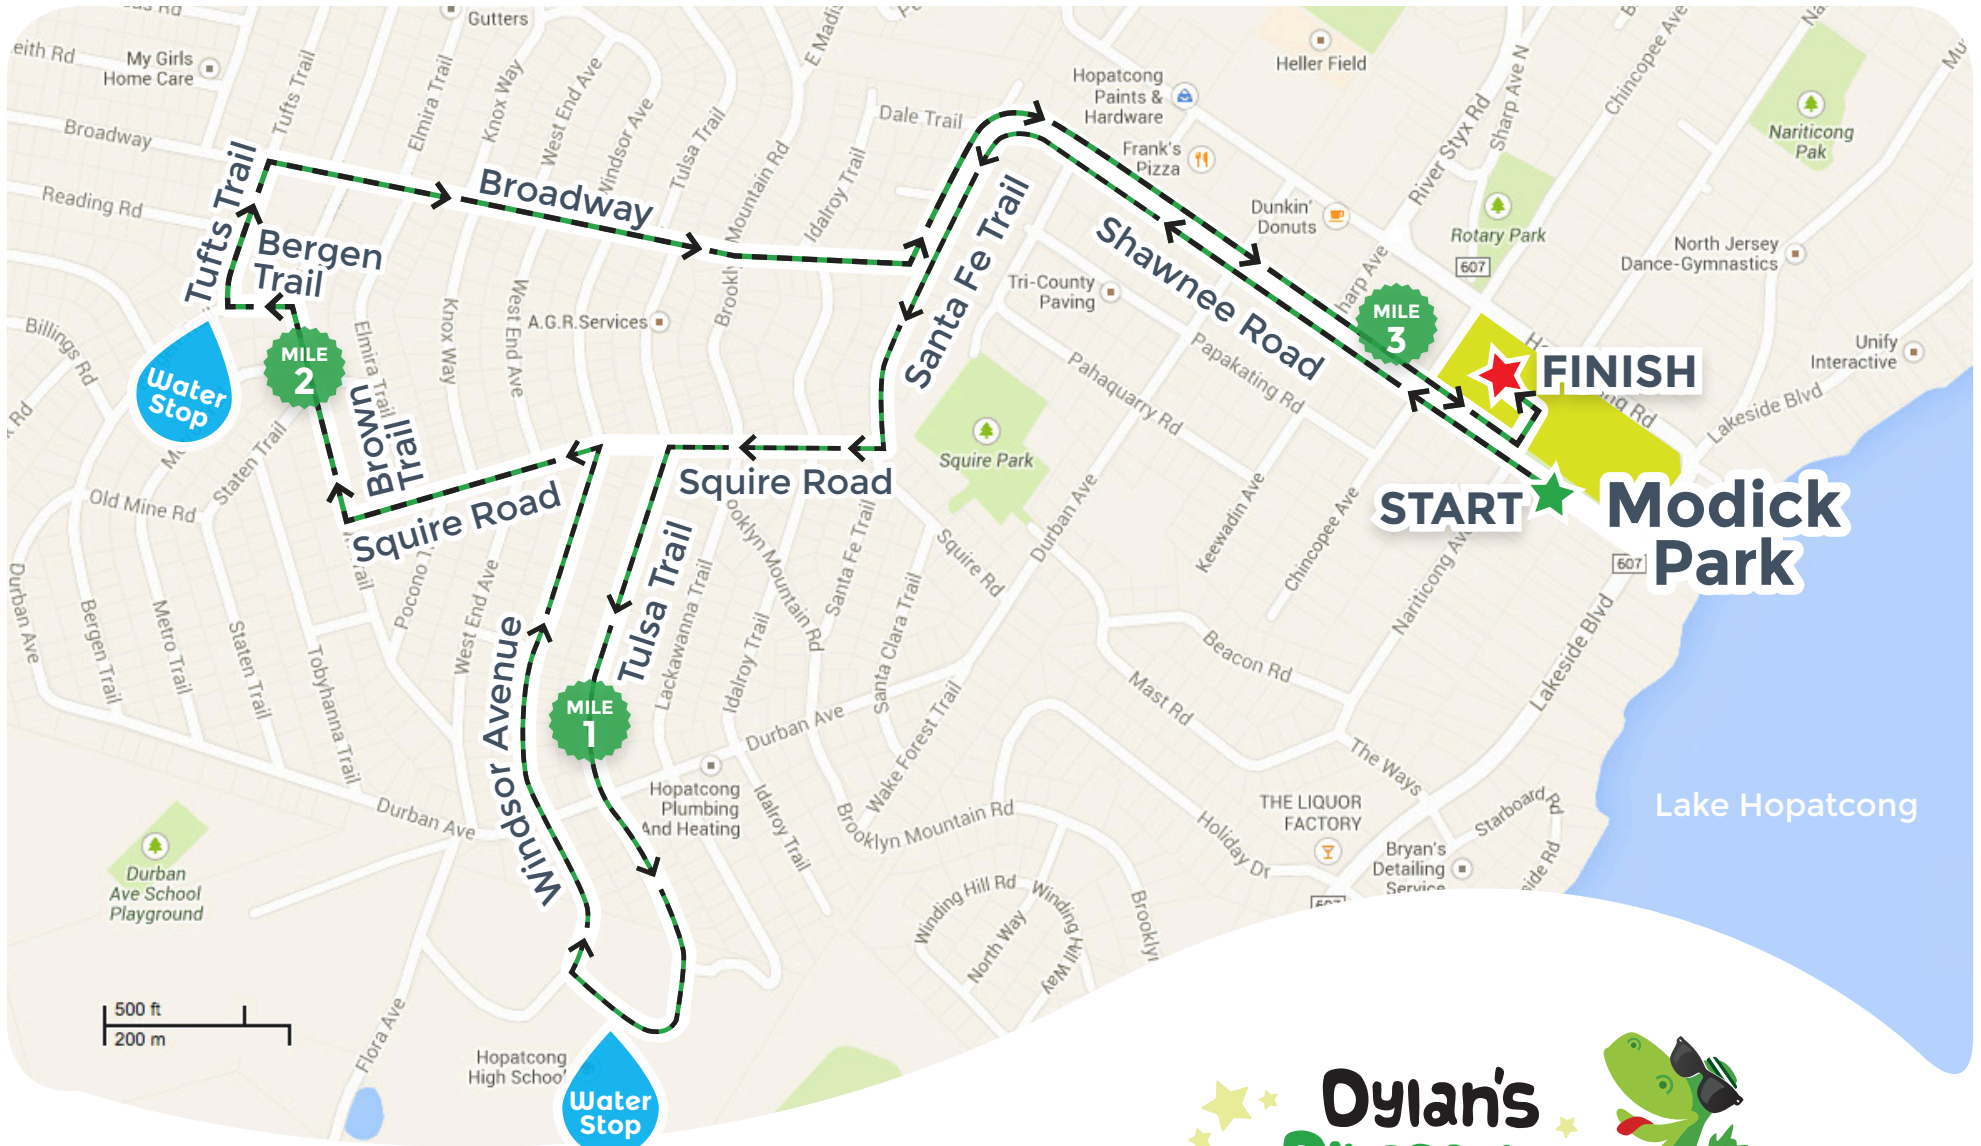 Gutters
eith Rd
My Girls
Home Care
Tufts Trail
Elmira Trail
Knox Way
West End Ave
Windsor Ave
Tulsa Trail
Broadway
Reading Rd
Brooklyn
Mountain Rd
Idalroy Trail
Dale Trail
Hopatcong
Paints &
Hardware
Frank's
Pizza
Heller Field
River Styx Rd
Sharp Ave N
Chincopee Ave
Nariticong
Pak
Dunkin'
Donuts
Rotary Park
607
North Jersey
Dance-Gymnastics
Tufts Trail
Bergen
Trail
Broadway
Santa Fe Trail
Shawnee Road
Tri-County
Paving
A.G.R.Services
Billings Rd
MILE
2
Water
Stop
Elmira Trail
Knox Way
West End Ave
Brown
Trail
Staten Trail
Old Mine Rd
Squire Road
Squire Road
Squire Park
Pahaquarry Rd
Papakating Rd
MILE
3
FINISH
START
Modick
Park
607
Unify
Interactive
Lakeside Blvd
Durban Ave
Bergen Trail
Metro Trail
Staten Trail
Tobyhanna Trail
Pocono
West End Ave
Windsor Avenue
Tulsa Trail
MILE
1
Lackawanna Trail
Idalroy Trail
Santa Fe Trail
Santa Clara Trail
Squire Rd
Durban Ave
Keewadin Ave
Chincopee Ave
Nariticong Ave
Beacon Rd
Mast Rd
Lakeside Blvd
The Ways
Durban Ave
Durban Ave
Wake Forest Trail
Brooklyn Mountain Rd
Hopatcong
Plumbing
And Heating
Idalroy Trail
Durban
Ave School
Playground
Holiday Dr
THE LIQUOR
FACTORY
Starboard Rd
Bryan's
Detailing
Service
Lake Hopatcong
Winding Hill Rd
Winding Hill Way
North Way
500 ft
200 m
Flora Ave
Hopatcong
High School
Water
Stop
Dylan's